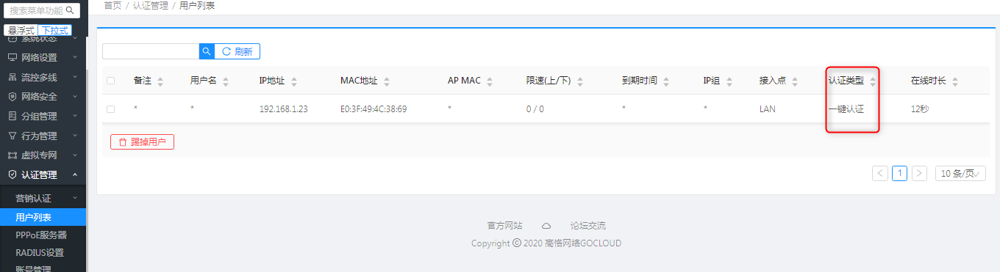 搜索菜单功能
首页 / 认证管理 / 用户列表
悬浮式 下拉式
系统状态
网络设置
流控多线
网络安全
分组管理
行为管理
虚拟专网
认证管理
营销认证
用户列表
PPPoE服务器
RADIUS设置
账号管理
刷新
备注 用户名 IP地址 MAC地址 AP MAC 限速(上/下) 到期时间 IP组 接入点 认证类型 在线时长
* * 192.168.1.23 E0:3F:49:4C:38:69 * 0 / 0 * * LAN 一键认证 12秒
踢掉用户
1 10 条/页
官方网站 论坛交流
Copyright © 2020 高恪网络GOCLOUD